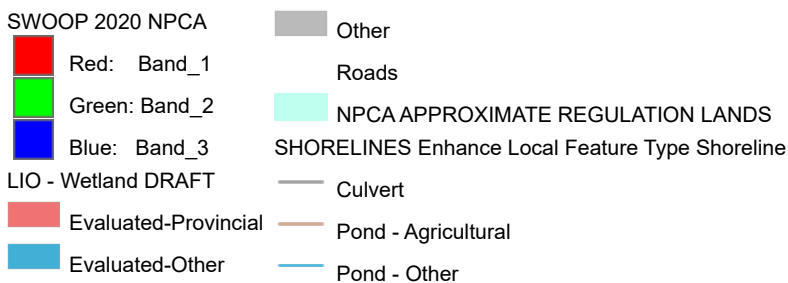 SWOOP 2020 NPCA
Red: Band_1
Green: Band_2
Blue: Band_3
LIO - Wetland DRAFT
Evaluated-Provincial
Evaluated-Other
Other
Roads
NPCA APPROXIMATE REGULATION LANDS
SHORELINES Enhance Local Feature Type Shoreline
Culvert
Pond - Agricultural
Pond - Other